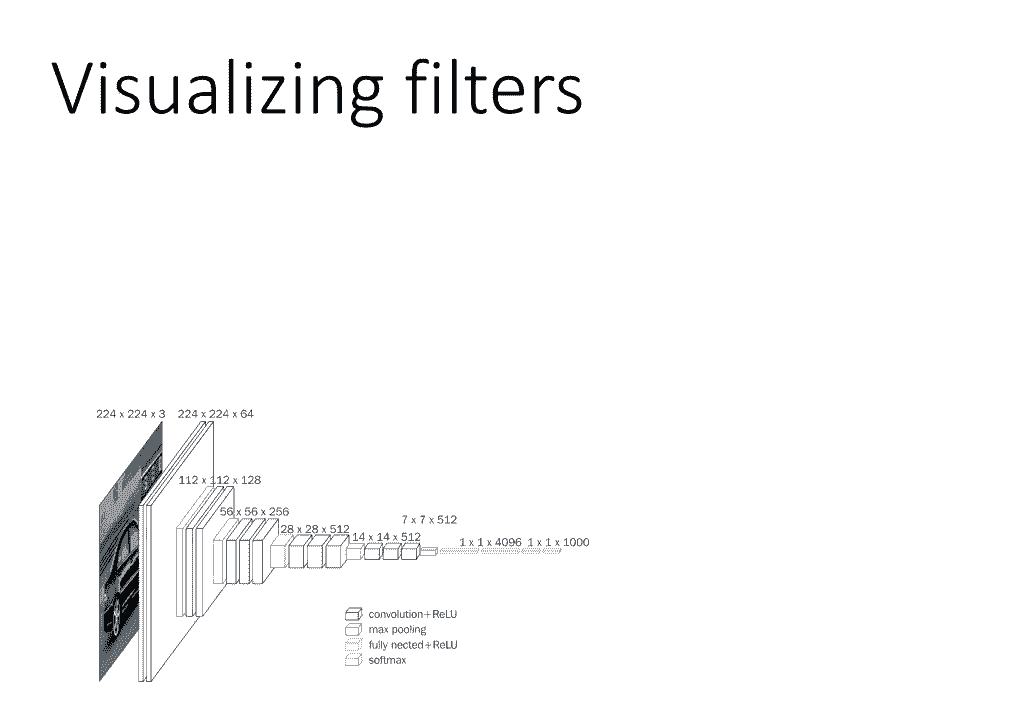 Visualizing filters
224 x 224 x 3 224 x 224 x 64
112 x 112 x 128
56 x 56 x 256
28 x 28 x 512
14 x 14 x 512
7 x 7 x 512
1 x 1 x 4096 1 x 1 x 1000
convolution+ReLU
max pooling
fully nected+ReLU
softmax